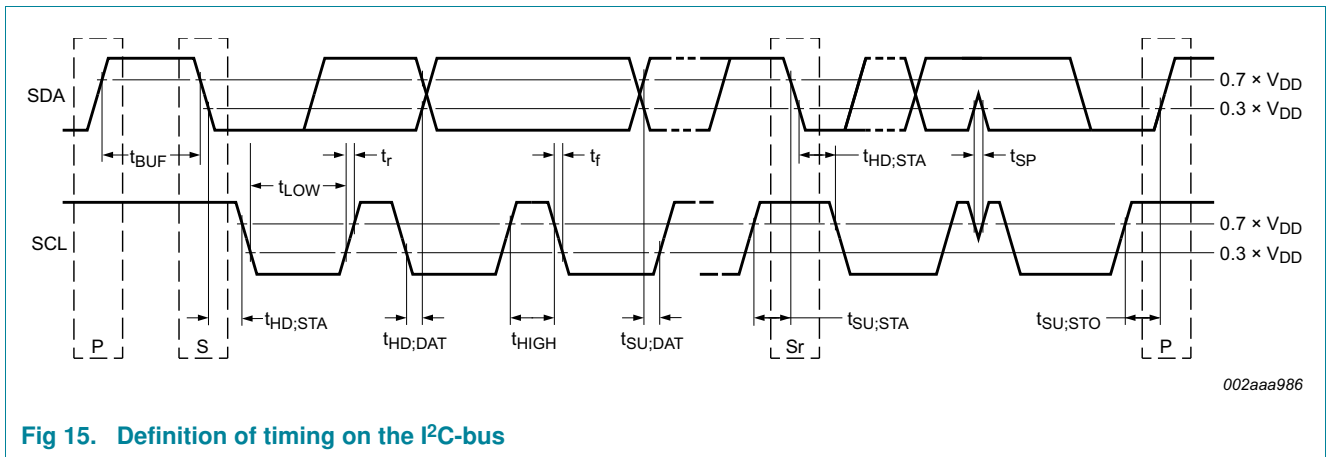 SDA
0.7 × VDD
0.3 × VDD
tBUF
tLOW
tr
tf
tHD;STA
tSP
SCL
0.7 × VDD
0.3 × VDD
tHD;STA
tHD;DAT
tHIGH
tSU;DAT
tSU;STA
tSU;STO
P
S
Sr
P
002aaa986
Fig 15. Definition of timing on the I²C-bus